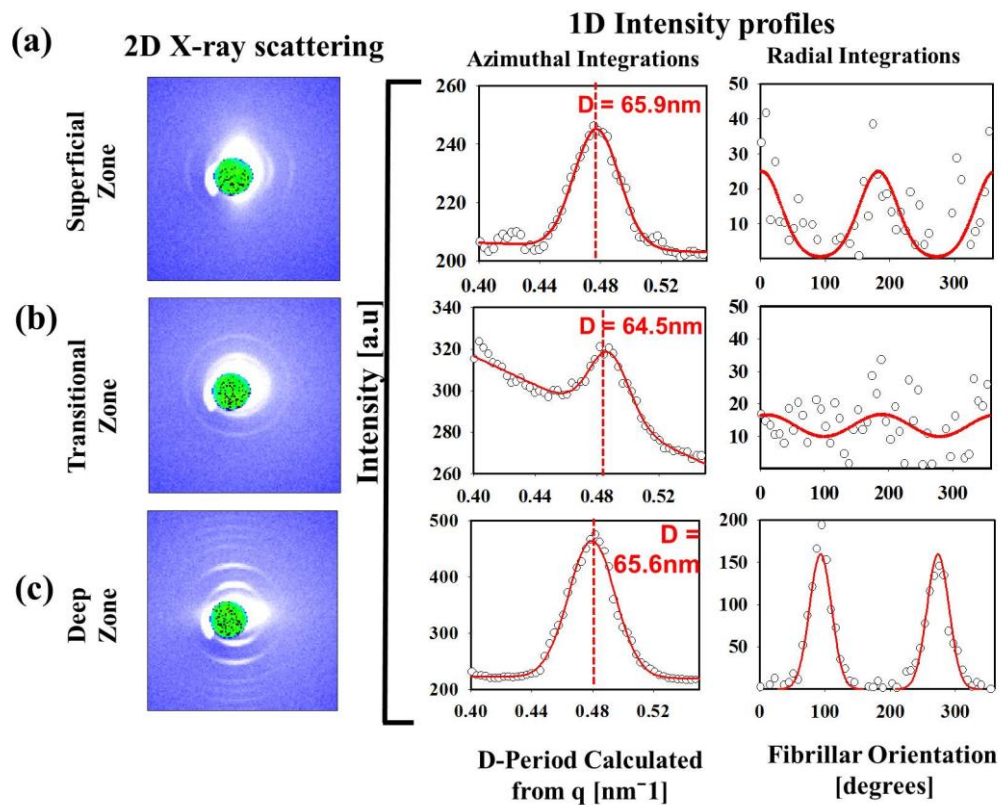 (a)
2D X-ray scattering
1D Intensity profiles
Azimuthal Integrations
Radial Integrations
Superficial
Zone
Intensity [a.u]
260
240
220
200
0.40
0.44
0.48
0.52
D = 65.9nm
50
40
30
20
10
0
100
200
300
(b)
Transitional
Zone
340
320
300
280
260
0.40
0.44
0.48
0.52
D = 64.5nm
50
40
30
20
10
0
100
200
300
(c)
Deep
Zone
500
400
300
200
0.40
0.44
0.48
0.52
D =
65.6nm
200
150
100
50
0
100
200
300
D-Period Calculated
from q [nm⁻1]
Fibrillar Orientation
[degrees]